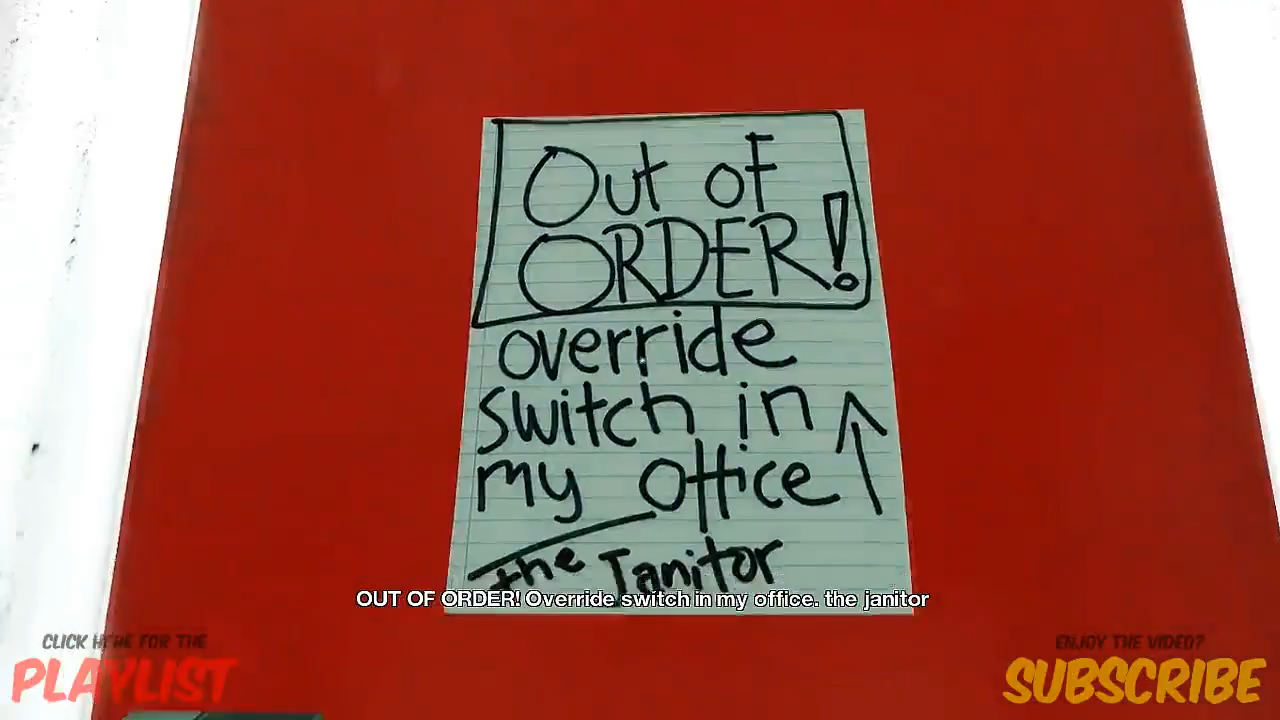 Out of
ORDER!
override
switch in
my office
the Janitor
OUT OF ORDER! Override switch in my office. the janitor
CLICK HERE FOR THE
PLAYLIST
ENJOY THE VIDEO?
SUBSCRIBE